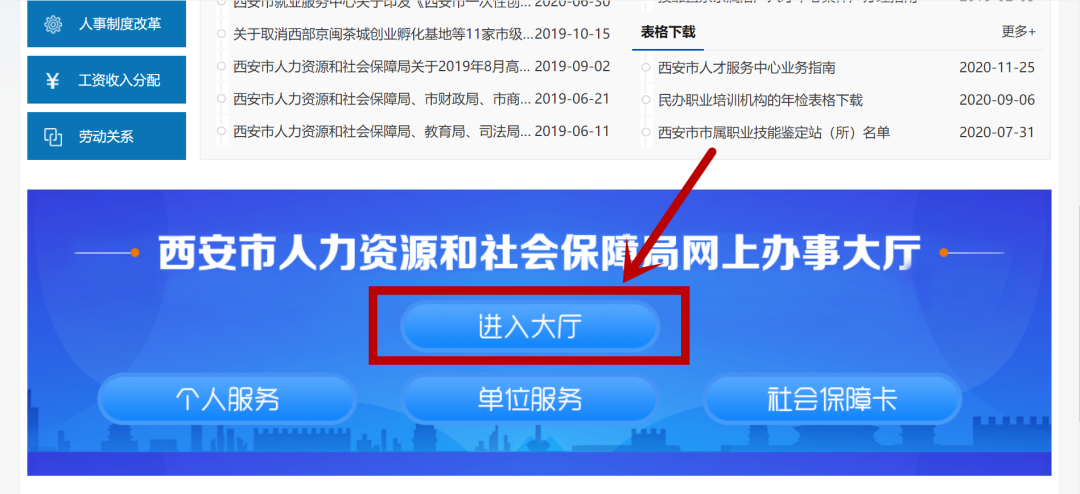 人事制度改革
工资收入分配
劳动关系
西安市就业服务中心关于印发《西安市一次性创... 2020-06-30
关于取消西部京闽茶城创业孵化基地等11家市级... 2019-10-15
西安市人力资源和社会保障局关于2019年8月高... 2019-09-02
西安市人力资源和社会保障局、市财政局、市商... 2019-06-21
西安市人力资源和社会保障局、教育局、司法局... 2019-06-11
表格下载 更多+
西安市人才服务中心业务指南 2020-11-25
民办职业培训机构的年检表格下载 2020-09-06
西安市市属职业技能鉴定站（所）名单 2020-07-31
西安市人力资源和社会保障局网上办事大厅
进入大厅
个人服务
单位服务
社会保障卡